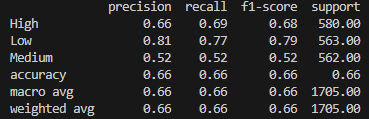 precision recall f1-score support
High 0.66 0.69 0.68 580.00
Low 0.81 0.77 0.79 563.00
Medium 0.52 0.52 0.52 562.00
accuracy 0.66 0.66 0.66 0.66
macro avg 0.66 0.66 0.66 1705.00
weighted avg 0.66 0.66 0.66 1705.00